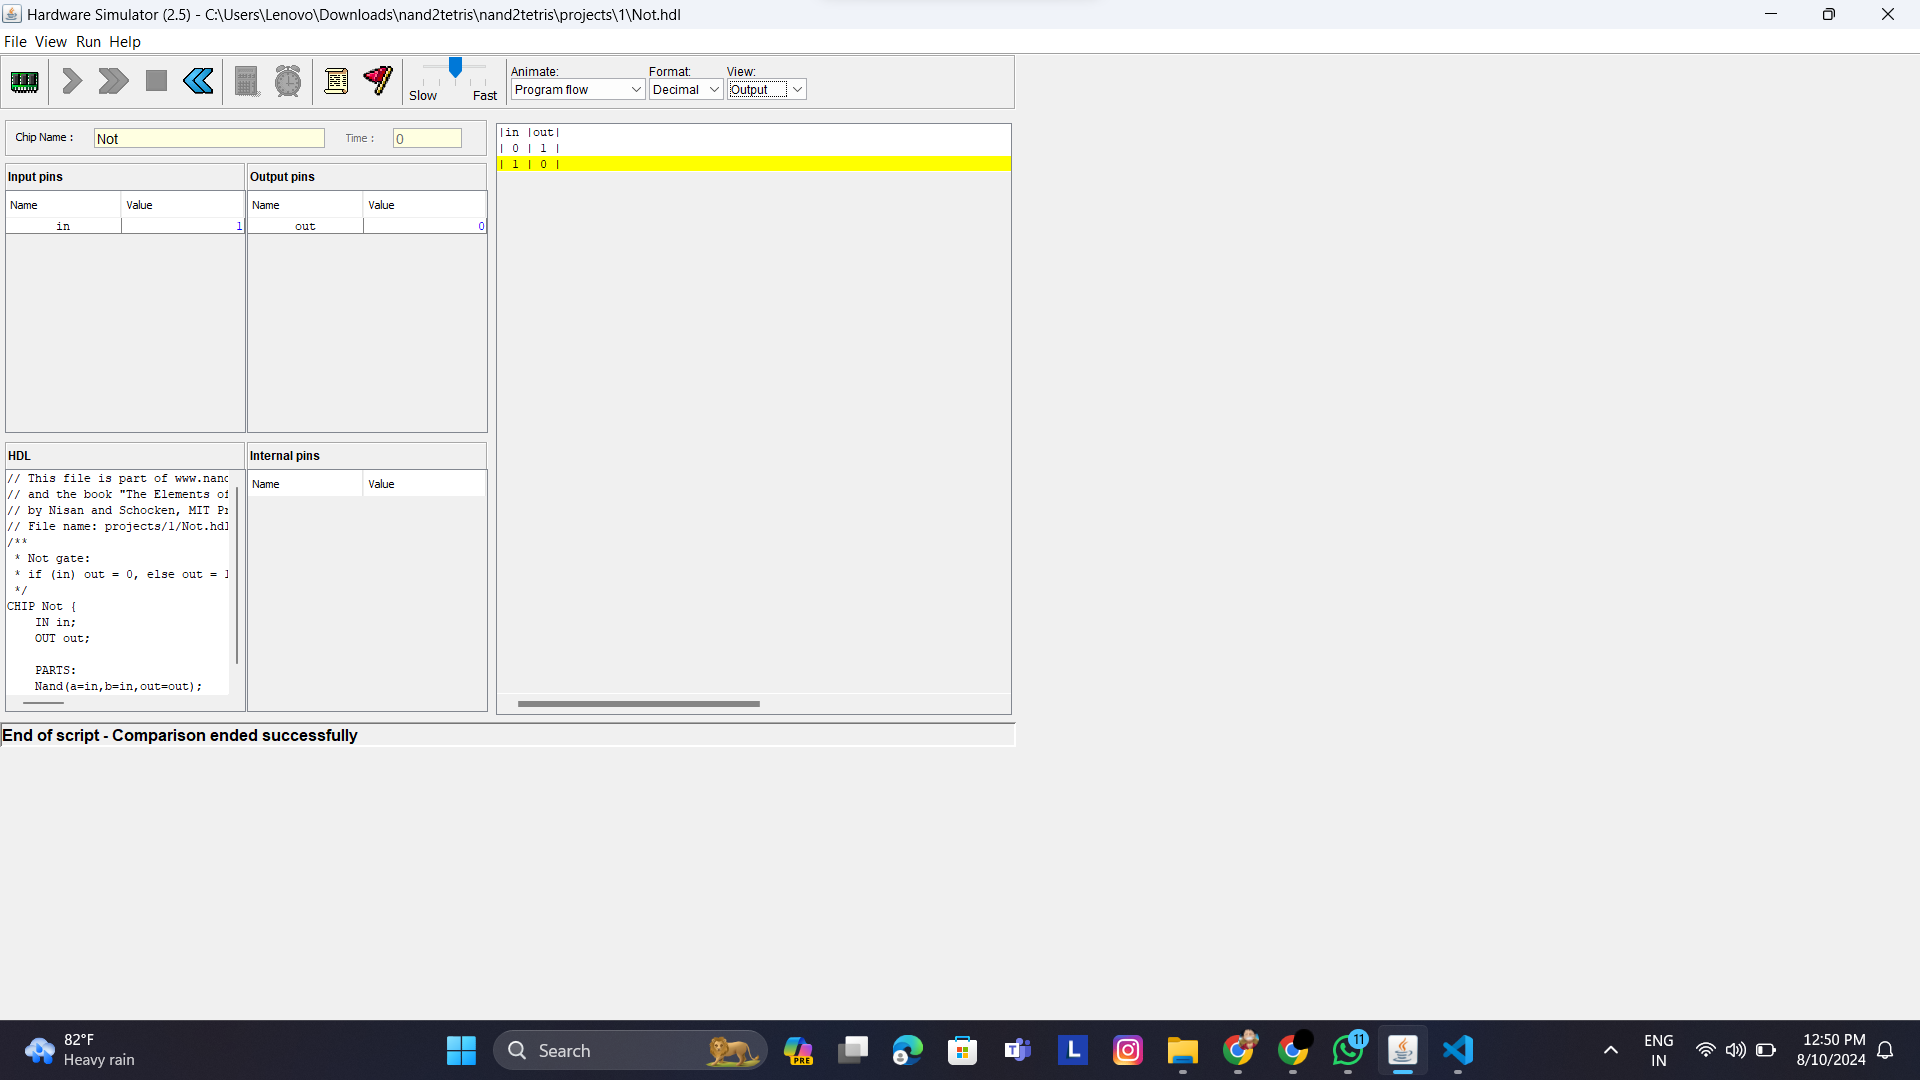 Hardware Simulator (2.5) - C:\Users\Lenovo\Downloads\nand2tetris\nand2tetris\projects\1\Not.hdl
File View Run Help
Slow Fast
Animate:
Program flow
Format:
Decimal
View:
Output
Chip Name :
Not
Time :
0
Input pins
Name Value
in 1
Output pins
Name Value
out 0
|in |out|
| 0 | 1 |
| 1 | 0 |
HDL
// This file is part of www.nand
// and the book "The Elements of
// by Nisan and Schocken, MIT Pr
// File name: projects/1/Not.hdl
/**
* Not gate:
* if (in) out = 0, else out = 1
*/
CHIP Not {
IN in;
OUT out;
PARTS:
Nand(a=in,b=in,out=out);
Internal pins
Name Value
End of script - Comparison ended successfully
82°F
Heavy rain
Search
PRE
L
11
ENG
IN
12:50 PM
8/10/2024